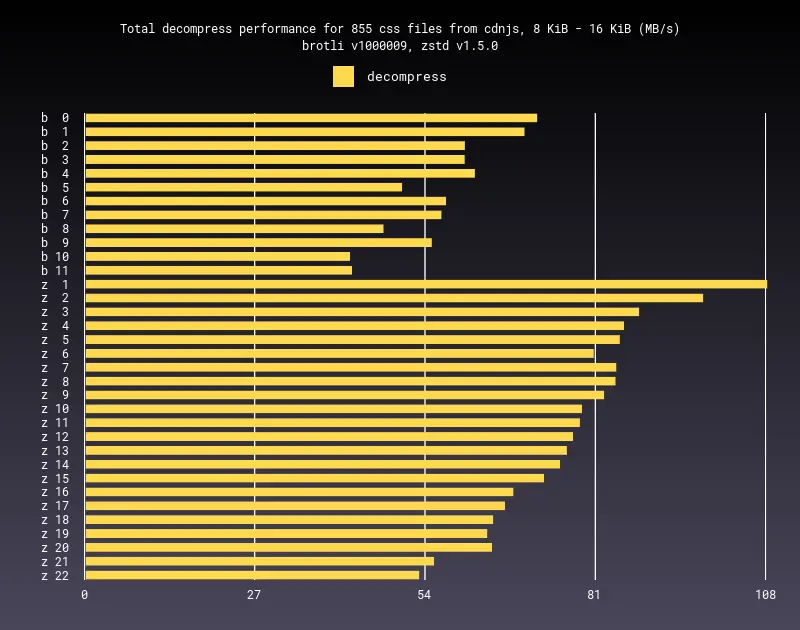 Total decompress performance for 855 css files from cdnjs, 8 KiB - 16 KiB (MB/s)
brotli v1000009, zstd v1.5.0
decompress
b 0
b 1
b 2
b 3
b 4
b 5
b 6
b 7
b 8
b 9
b 10
b 11
z 1
z 2
z 3
z 4
z 5
z 6
z 7
z 8
z 9
z 10
z 11
z 12
z 13
z 14
z 15
z 16
z 17
z 18
z 19
z 20
z 21
z 22
0 27 54 81 108